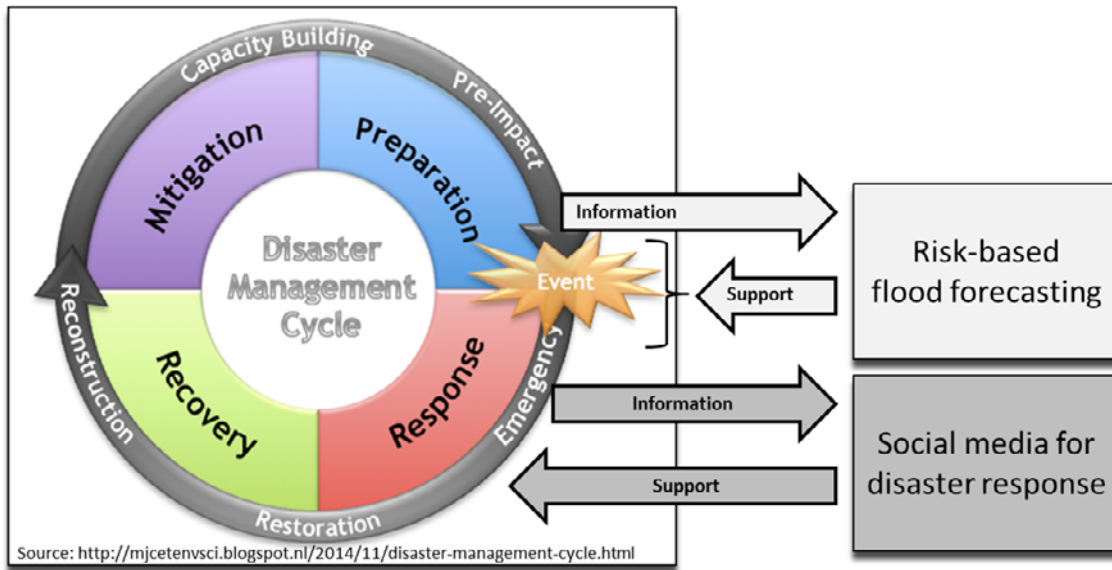 Capacity Building
Pre-Impact
Mitigation
Preparation
Disaster
Management
Cycle
Event
Information
Support
Risk-based
flood forecasting
Reconstruction
Recovery
Response
Emergency
Restoration
Information
Support
Social media for
disaster response
Source: http://mjcetenvsci.blogspot.nl/2014/11/disaster-management-cycle.html